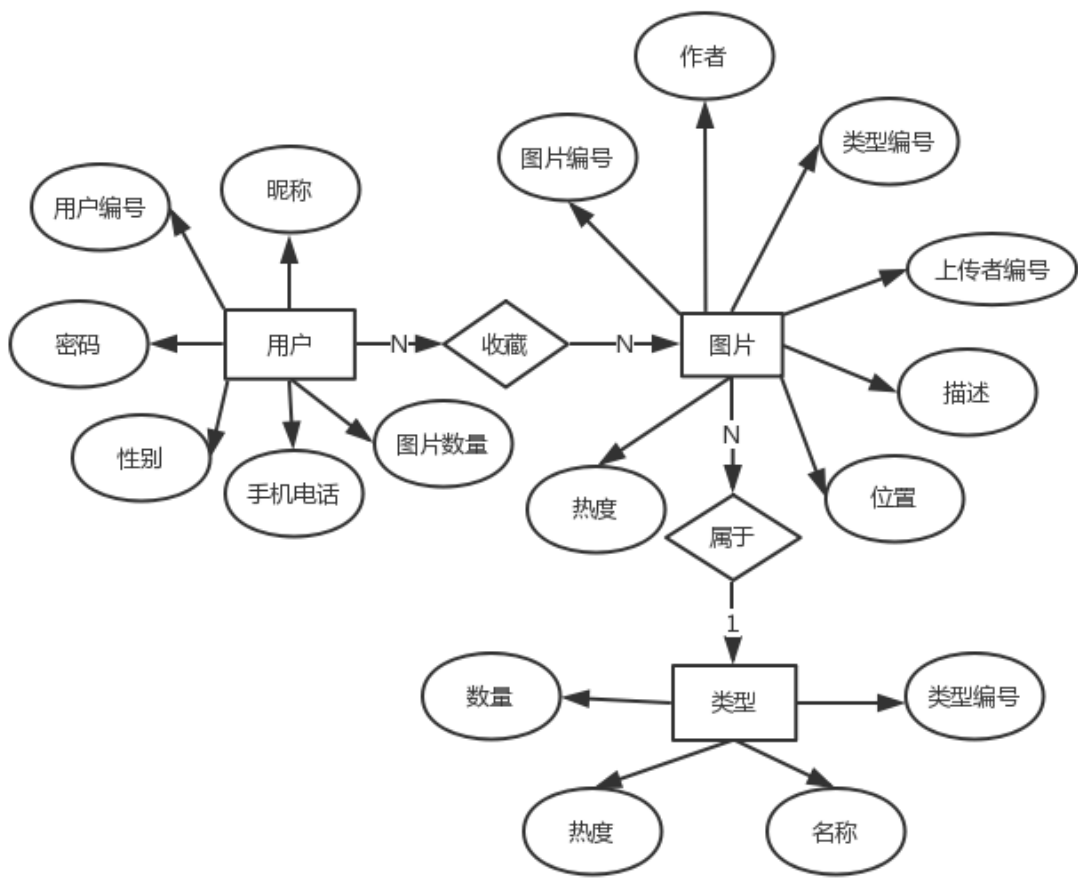 作者
图片编号
类型编号
用户编号
昵称
上传者编号
密码
用户
N
收藏
N
图片
描述
性别
手机电话
图片数量
热度
N
位置
属于
1
数量
类型
类型编号
热度
名称